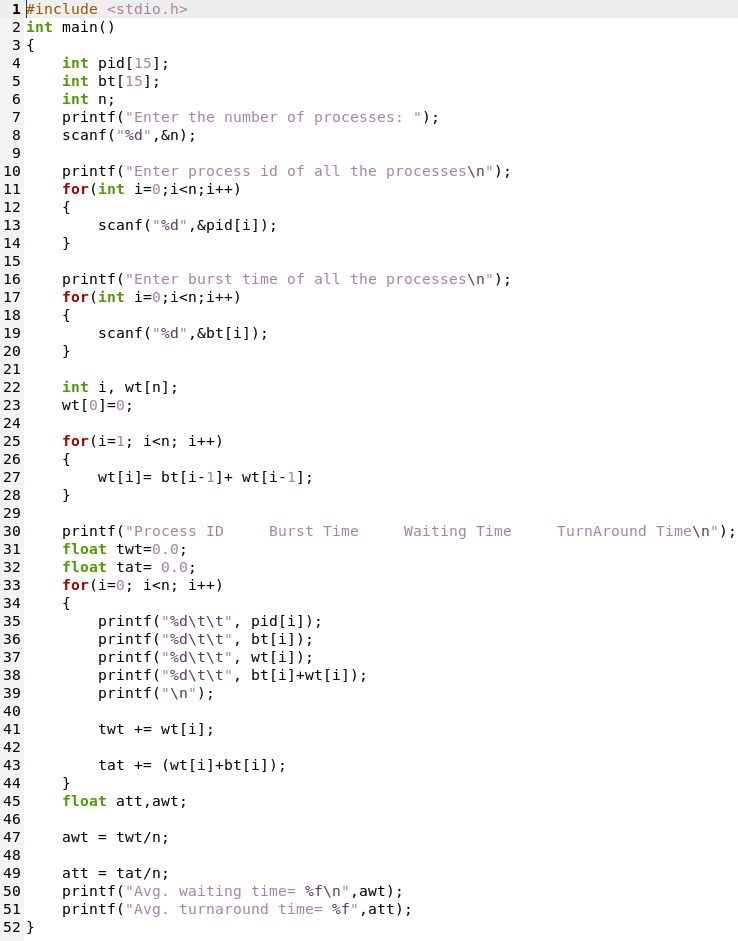 1 #include <stdio.h>
2 int main()
3 {
4     int pid[15];
5     int bt[15];
6     int n;
7     printf("Enter the number of processes: ");
8     scanf("%d",&n);
9
10     printf("Enter process id of all the processes\n");
11     for(int i=0;i<n;i++)
12     {
13         scanf("%d",&pid[i]);
14     }
15
16     printf("Enter burst time of all the processes\n");
17     for(int i=0;i<n;i++)
18     {
19         scanf("%d",&bt[i]);
20     }
21
22     int i, wt[n];
23     wt[0]=0;
24
25     for(i=1; i<n; i++)
26     {
27         wt[i]= bt[i-1]+ wt[i-1];
28     }
29
30     printf("Process ID     Burst Time     Waiting Time     TurnAround Time\n");
31     float twt=0.0;
32     float tat= 0.0;
33     for(i=0; i<n; i++)
34     {
35         printf("%d\t\t", pid[i]);
36         printf("%d\t\t", bt[i]);
37         printf("%d\t\t", wt[i]);
38         printf("%d\t\t", bt[i]+wt[i]);
39         printf("\n");
40
41         twt += wt[i];
42
43         tat += (wt[i]+bt[i]);
44     }
45     float att,awt;
46
47     awt = twt/n;
48
49     att = tat/n;
50     printf("Avg. waiting time= %f\n",awt);
51     printf("Avg. turnaround time= %f",att);
52 }